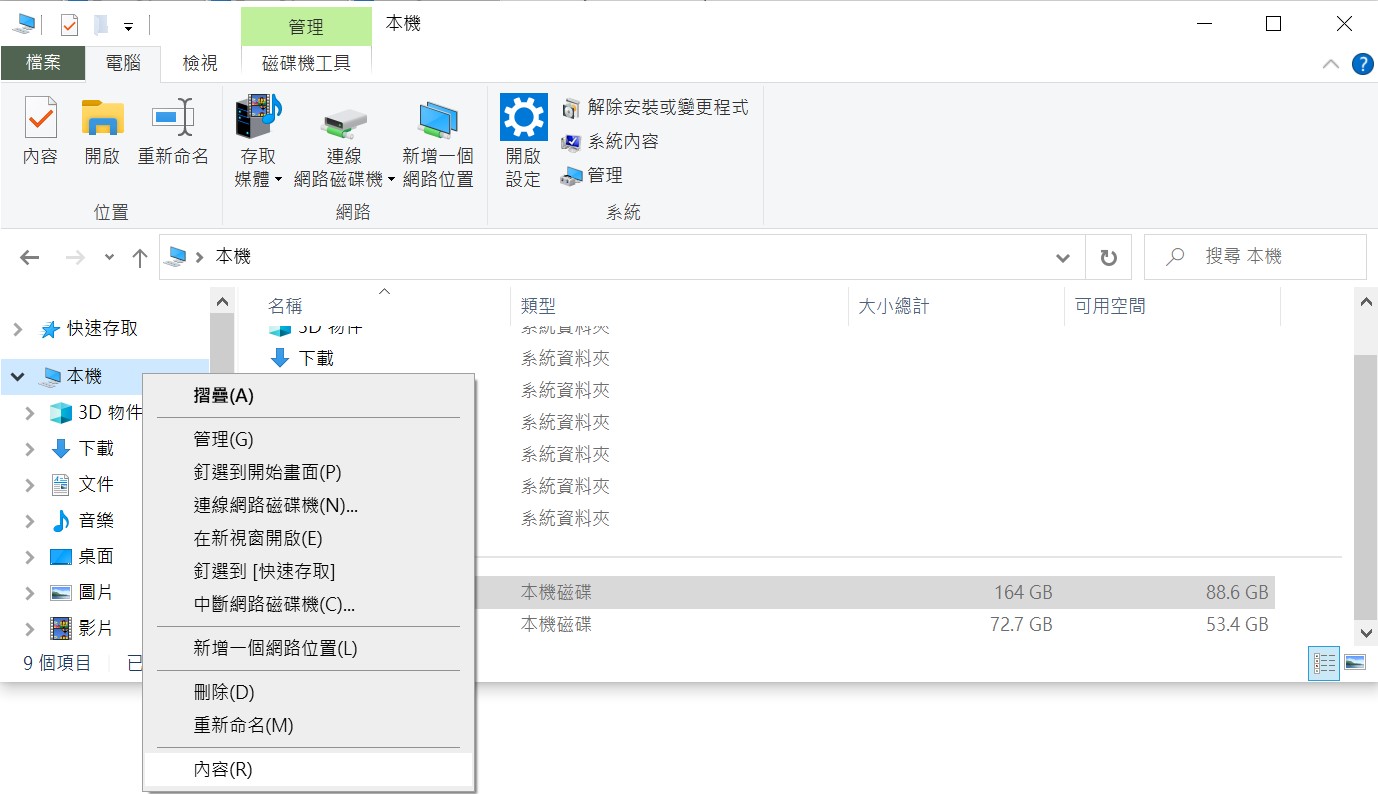 管理
本機
檔案
電腦
檢視
磁碟機工具
內容
開啟
重新命名
存取
媒體
連線
網路磁碟機
新增一個
網路位置
開啟
設定
解除安裝或變更程式
系統內容
管理
位置
網路
系統
本機
搜尋 本機
名稱
類型
大小總計
可用空間
快速存取
本機
3D 物件
下載
文件
音樂
桌面
圖片
影片
3D 物件
系統資料夾
下載
系統資料夾
系統資料夾
系統資料夾
系統資料夾
系統資料夾
系統資料夾
本機磁碟
164 GB
88.6 GB
本機磁碟
72.7 GB
53.4 GB
摺疊(A)
管理(G)
釘選到開始畫面(P)
連線網路磁碟機(N)...
在新視窗開啟(E)
釘選到 [快速存取]
中斷網路磁碟機(C)...
新增一個網路位置(L)
刪除(D)
重新命名(M)
內容(R)
9 個項目
已